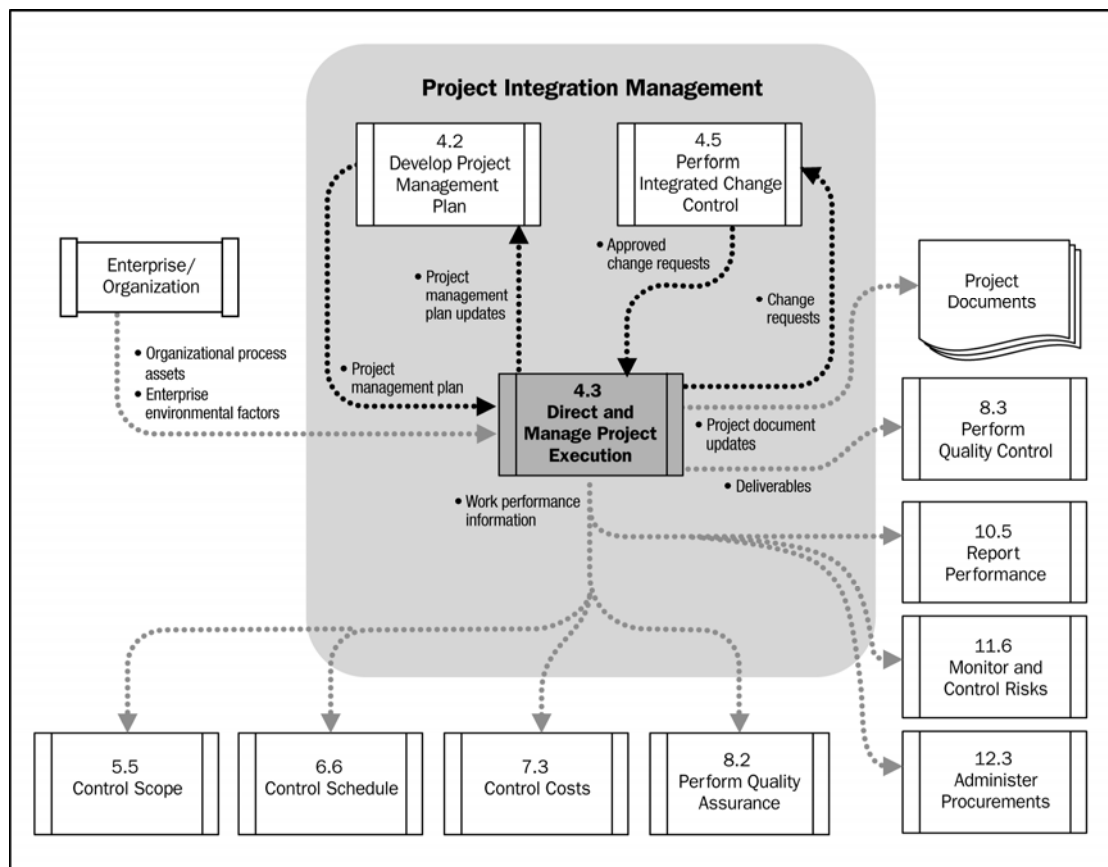 Project Integration Management
4.2
Develop Project
Management
Plan
4.5
Perform
Integrated Change
Control
Enterprise/
Organization
• Project
management
plan updates
• Approved
change requests
• Change
requests
Project
Documents
• Organizational process
assets
• Enterprise
environmental factors
• Project
management plan
4.3
Direct and
Manage Project
Execution
• Project document
updates
• Deliverables
• Work performance
information
8.3
Perform
Quality Control
10.5
Report
Performance
11.6
Monitor and
Control Risks
12.3
Administer
Procurements
5.5
Control Scope
6.6
Control Schedule
7.3
Control Costs
8.2
Perform Quality
Assurance